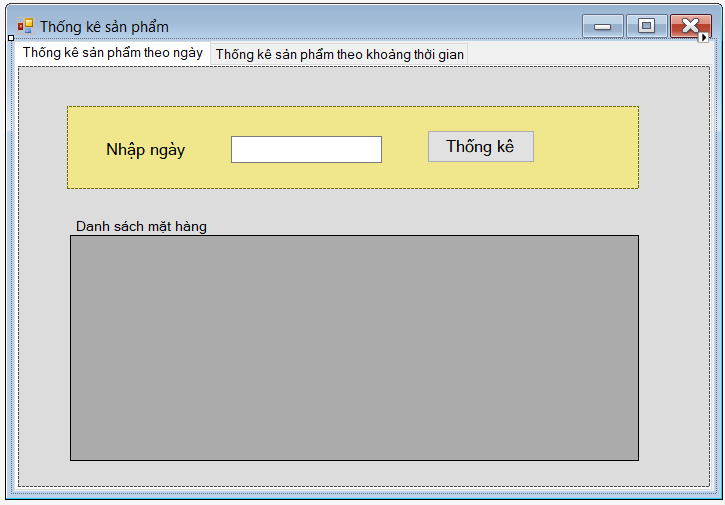 Thống kê sản phẩm
Thống kê sản phẩm theo ngày Thống kê sản phẩm theo khoảng thời gian
Nhập ngày Thống kê
Danh sách mặt hàng